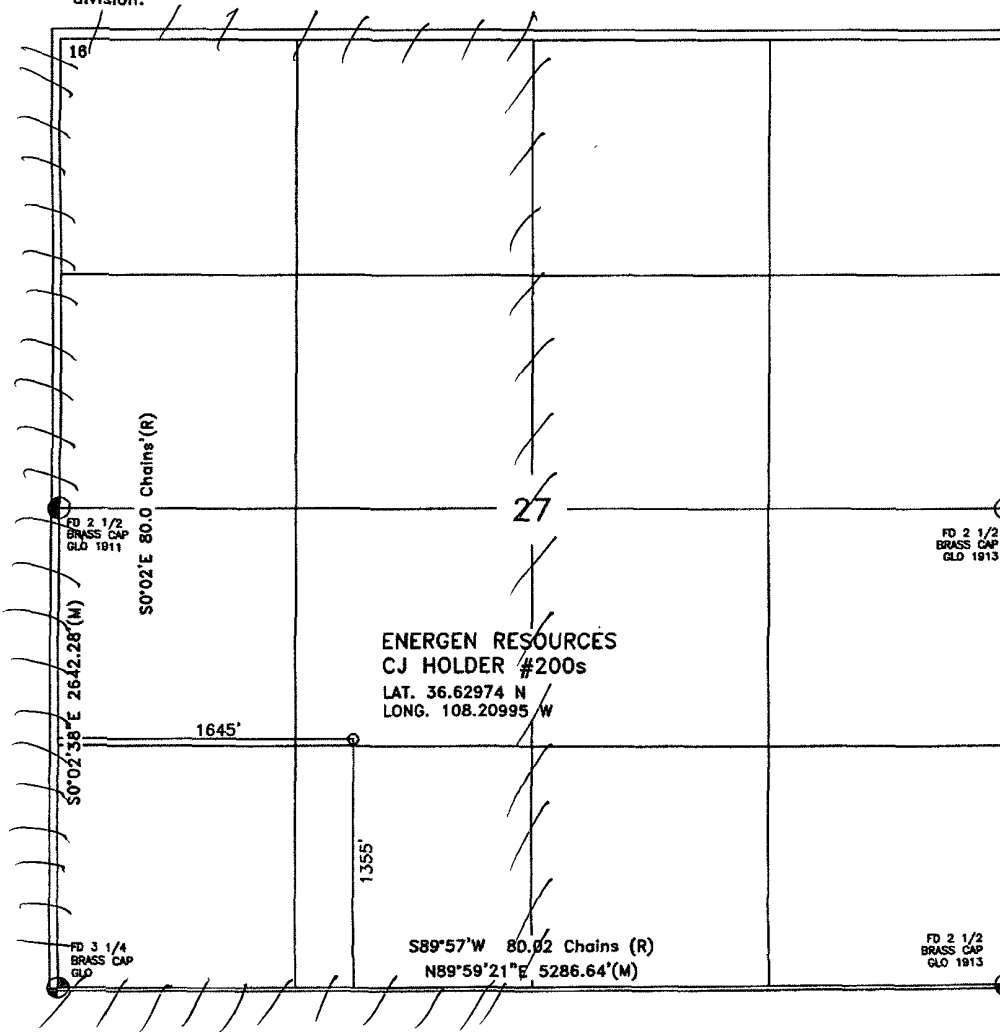 division.
16
S0°02'E 80.0 Chains'(R)
FD 2 1/2
BRASS CAP
GLO 1911
27
FD 2 1/2
BRASS CAP
GLO 1913
S0°02'38"E 2642.28'(M)
ENERGEN RESOURCES
CJ HOLDER #200s
LAT. 36.62974 N
LONG. 108.20995 W
1645'
1355'
FD 3 1/4
BRASS CAP
GLO
S89°57'W 80.02 Chains (R)
N89°59'21"E 5286.64'(M)
FD 2 1/2
BRASS CAP
GLO 1913